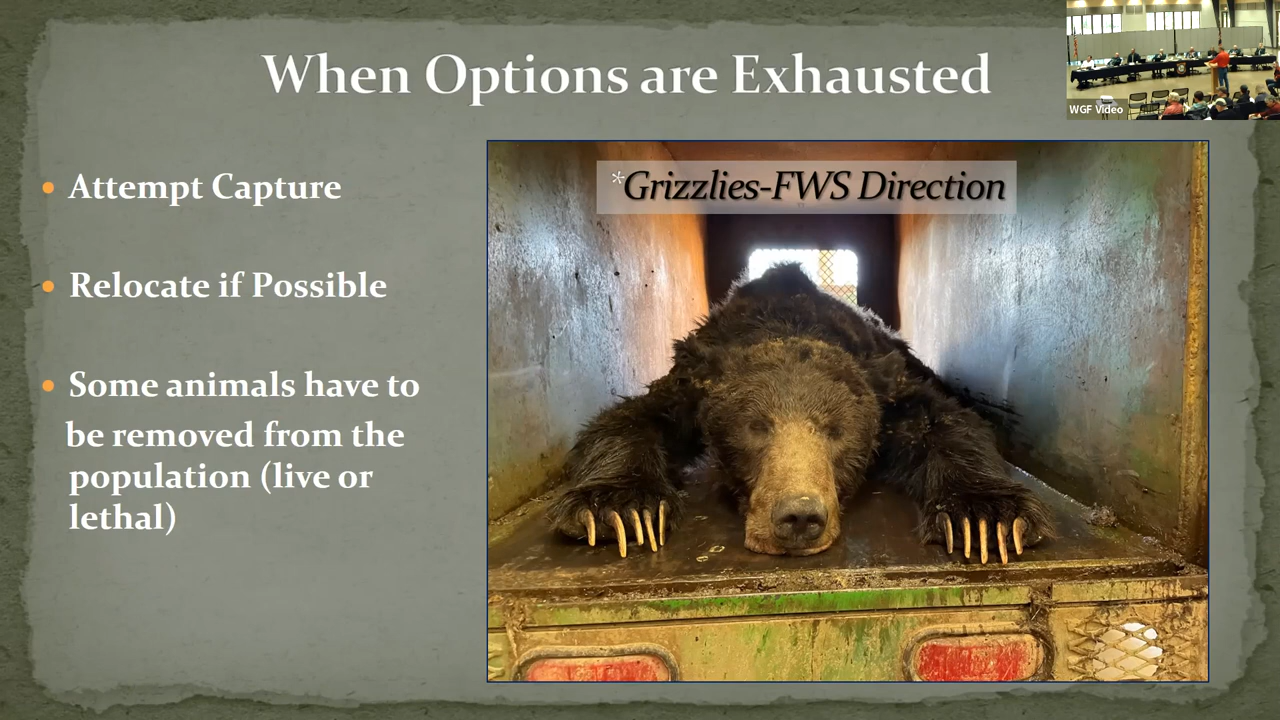 When Options are Exhausted
WGF Video
• Attempt Capture
*Grizzlies-FWS Direction
• Relocate if Possible
• Some animals have to
be removed from the
population (live or
lethal)